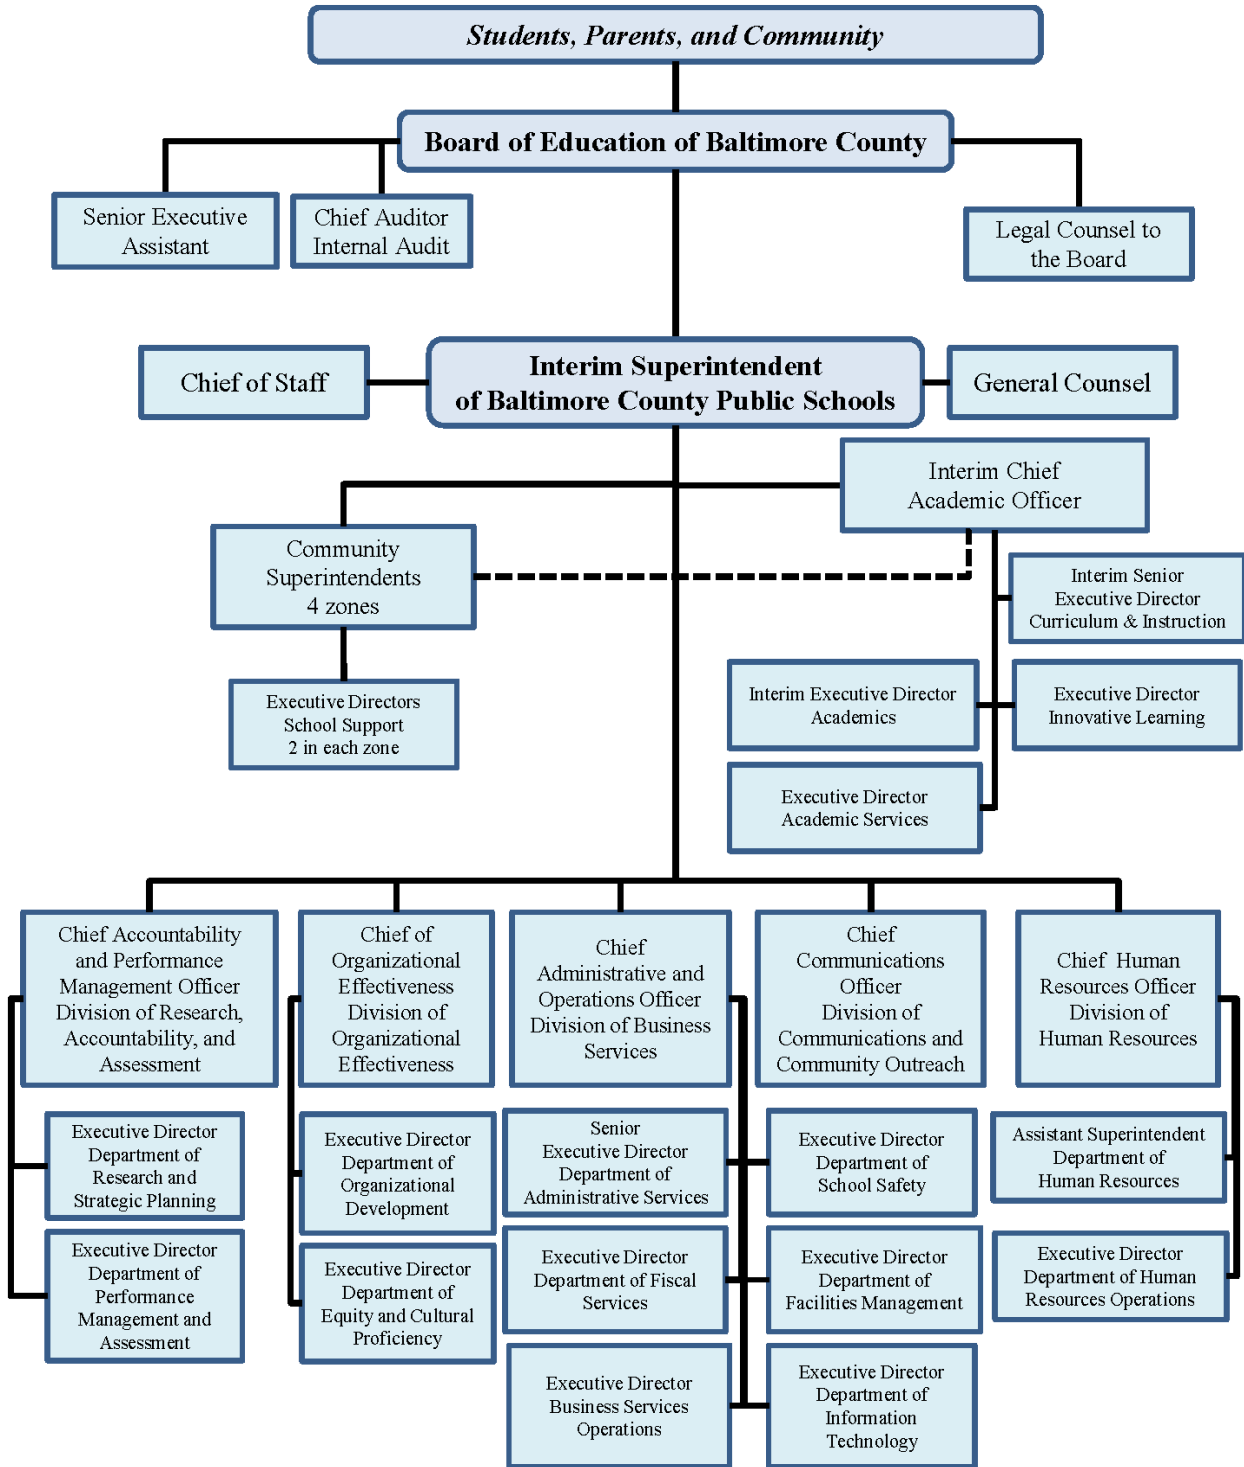 Students, Parents, and Community
Board of Education of Baltimore County
Senior Executive
Assistant
Chief Auditor
Internal Audit
Legal Counsel to
the Board
Chief of Staff
Interim Superintendent
of Baltimore County Public Schools
General Counsel
Interim Chief
Academic Officer
Community
Superintendents
4 zones
Interim Senior
Executive Director
Curriculum & Instruction
Executive Directors
School Support
2 in each zone
Interim Executive Director
Academics
Executive Director
Innovative Learning
Executive Director
Academic Services
Chief Accountability
and Performance
Management Officer
Division of Research,
Accountability, and
Assessment
Chief of
Organizational
Effectiveness
Division of
Organizational
Effectiveness
Chief
Administrative and
Operations Officer
Division of Business
Services
Chief
Communications
Officer
Division of
Communications and
Community Outreach
Chief Human
Resources Officer
Division of
Human Resources
Executive Director
Department of
Research and
Strategic Planning
Executive Director
Department of
Organizational
Development
Senior
Executive Director
Department of
Administrative Services
Executive Director
Department of
School Safety
Assistant Superintendent
Department of
Human Resources
Executive Director
Department of
Performance
Management and
Assessment
Executive Director
Department of
Equity and Cultural
Proficiency
Executive Director
Department of Fiscal
Services
Executive Director
Department of
Facilities Management
Executive Director
Department of Human
Resources Operations
Executive Director
Business Services
Operations
Executive Director
Department of
Information
Technology